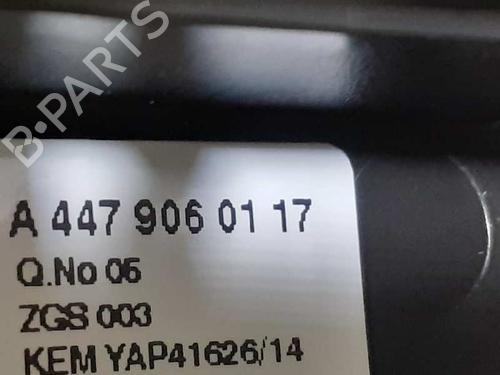 B-PARTS
A 447 906 01 17
Q.No 05
ZGS 003
KEM YAP41626/14